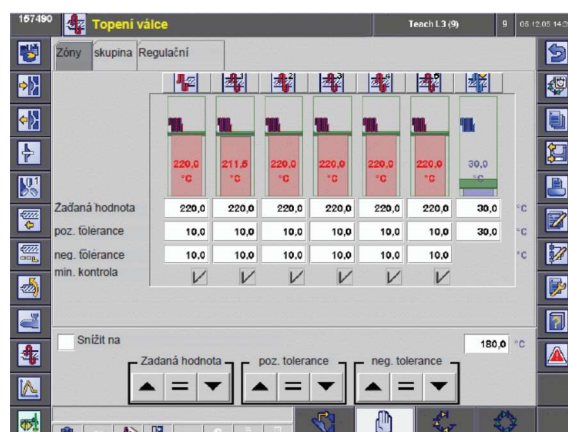 167490 Topení válce Teach L3 (9) 9
Zóny skupina Regulační
220,0 °C 211,5 °C 220,0 °C 220,0 °C 220,0 °C 220,0 °C 30,0 °C
Zadaná hodnota 220,0 220,0 220,0 220,0 220,0 220,0 30,0 °C
poz. tolerance 10,0 10,0 10,0 10,0 10,0 10,0 30,0
neg. tolerance 10,0 10,0 10,0 10,0 10,0 10,0 °C
min. kontrola
Snížit na 180,0 °C
Zadaná hodnota poz. tolerance neg. tolerance